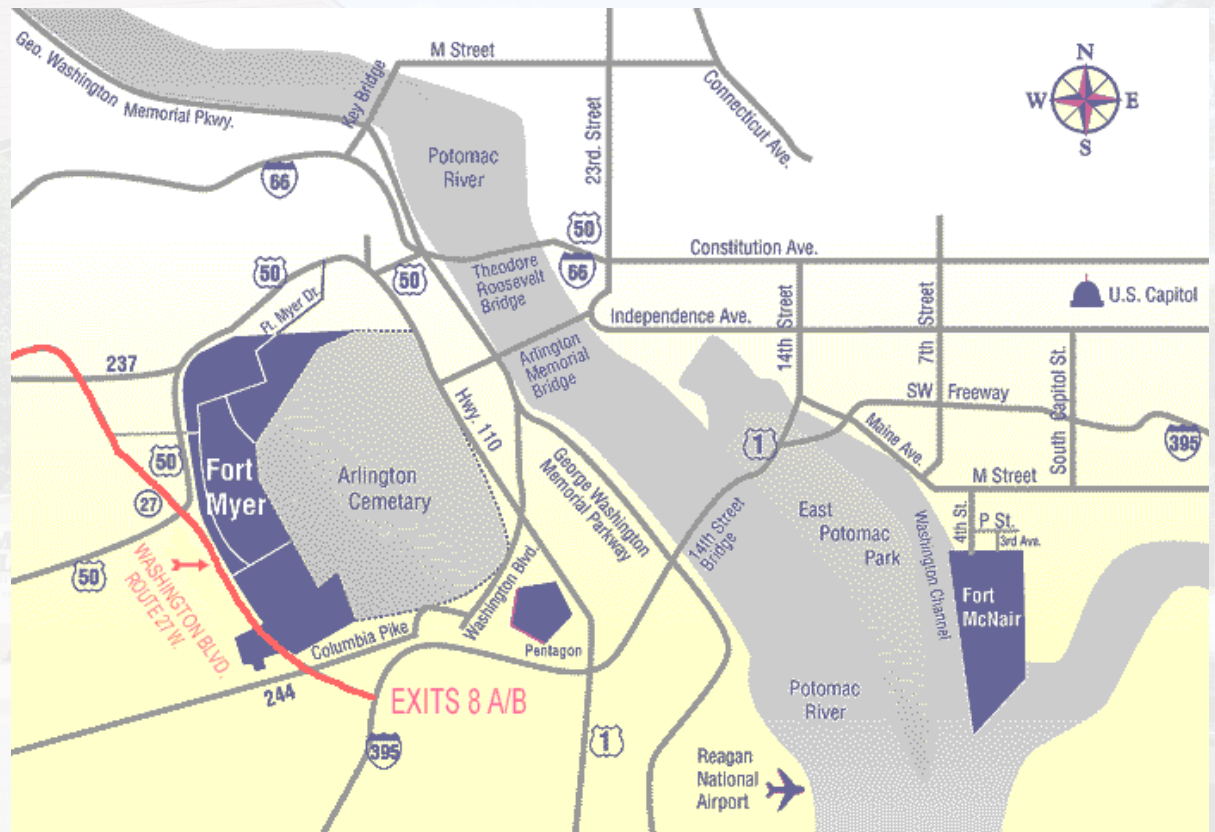 Geo. Washington
Memorial Pkwy.
Key Bridge
M Street
Connecticut Ave.
23rd. Street
N
W
E
S
66
Potomac
River
50
66
50
50
Theodore
Roosevelt
Bridge
Constitution Ave.
Ft. Myer Dr.
14th Street
7th Street
U.S. Capitol
Independence Ave.
237
Arlington
Memorial
Bridge
SW Freeway
South Capitol St.
Hwy. 110
1
Maine Ave.
395
50
Fort
Myer
Arlington
Cemetary
George Washington
Memorial Parkway
M Street
27
14th Street
Bridge
East
Potomac
Park
Washington Channel
4th St.
P St.
3rd Ave.
50
WASHINGTON BLVD.
ROUTE 27 W.
Washington Blvd.
Fort
McNair
Columbia Pike
Pentagon
244
EXITS 8 A/B
Potomac
River
395
1
Reagan
National
Airport